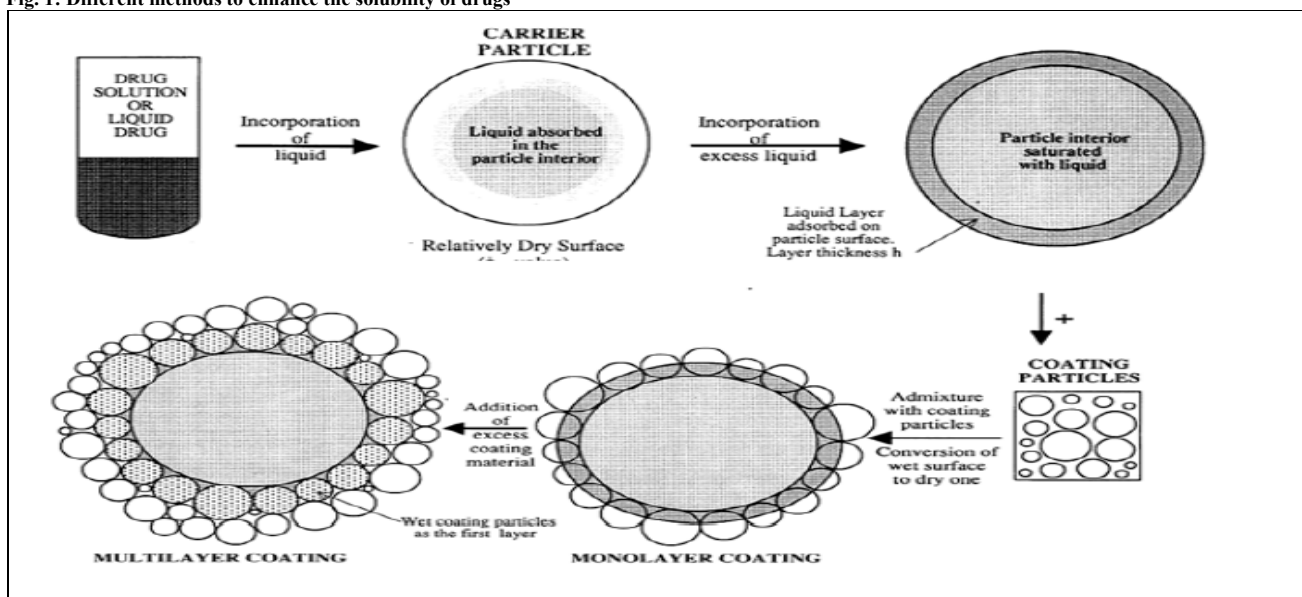 Fig. 1: Different methods to enhance the solubility of drugs
DRUG
SOLUTION
OR
LIQUID
DRUG
Incorporation
of
liquid
CARRIER
PARTICLE
Liquid absorbed
in the
particle interior
Relatively Dry Surface
Incorporation
of
excess liquid
Particle interior
saturated
with liquid
Liquid Layer
adsorbed on
particle surface.
Layer thickness h
+
COATING
PARTICLES
Admixture
with coating
particles
Conversion of
wet surface
to dry one
MONOLAYER COATING
Addition
of
excess
coating
material
Wet coating particles
as the first layer
MULTILAYER COATING